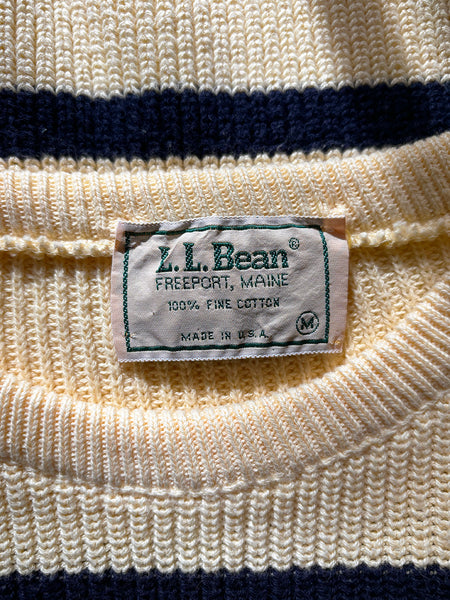 L.L.Bean®
FREEPORT, MAINE
100% FINE COTTON
MADE IN U.S.A.
M